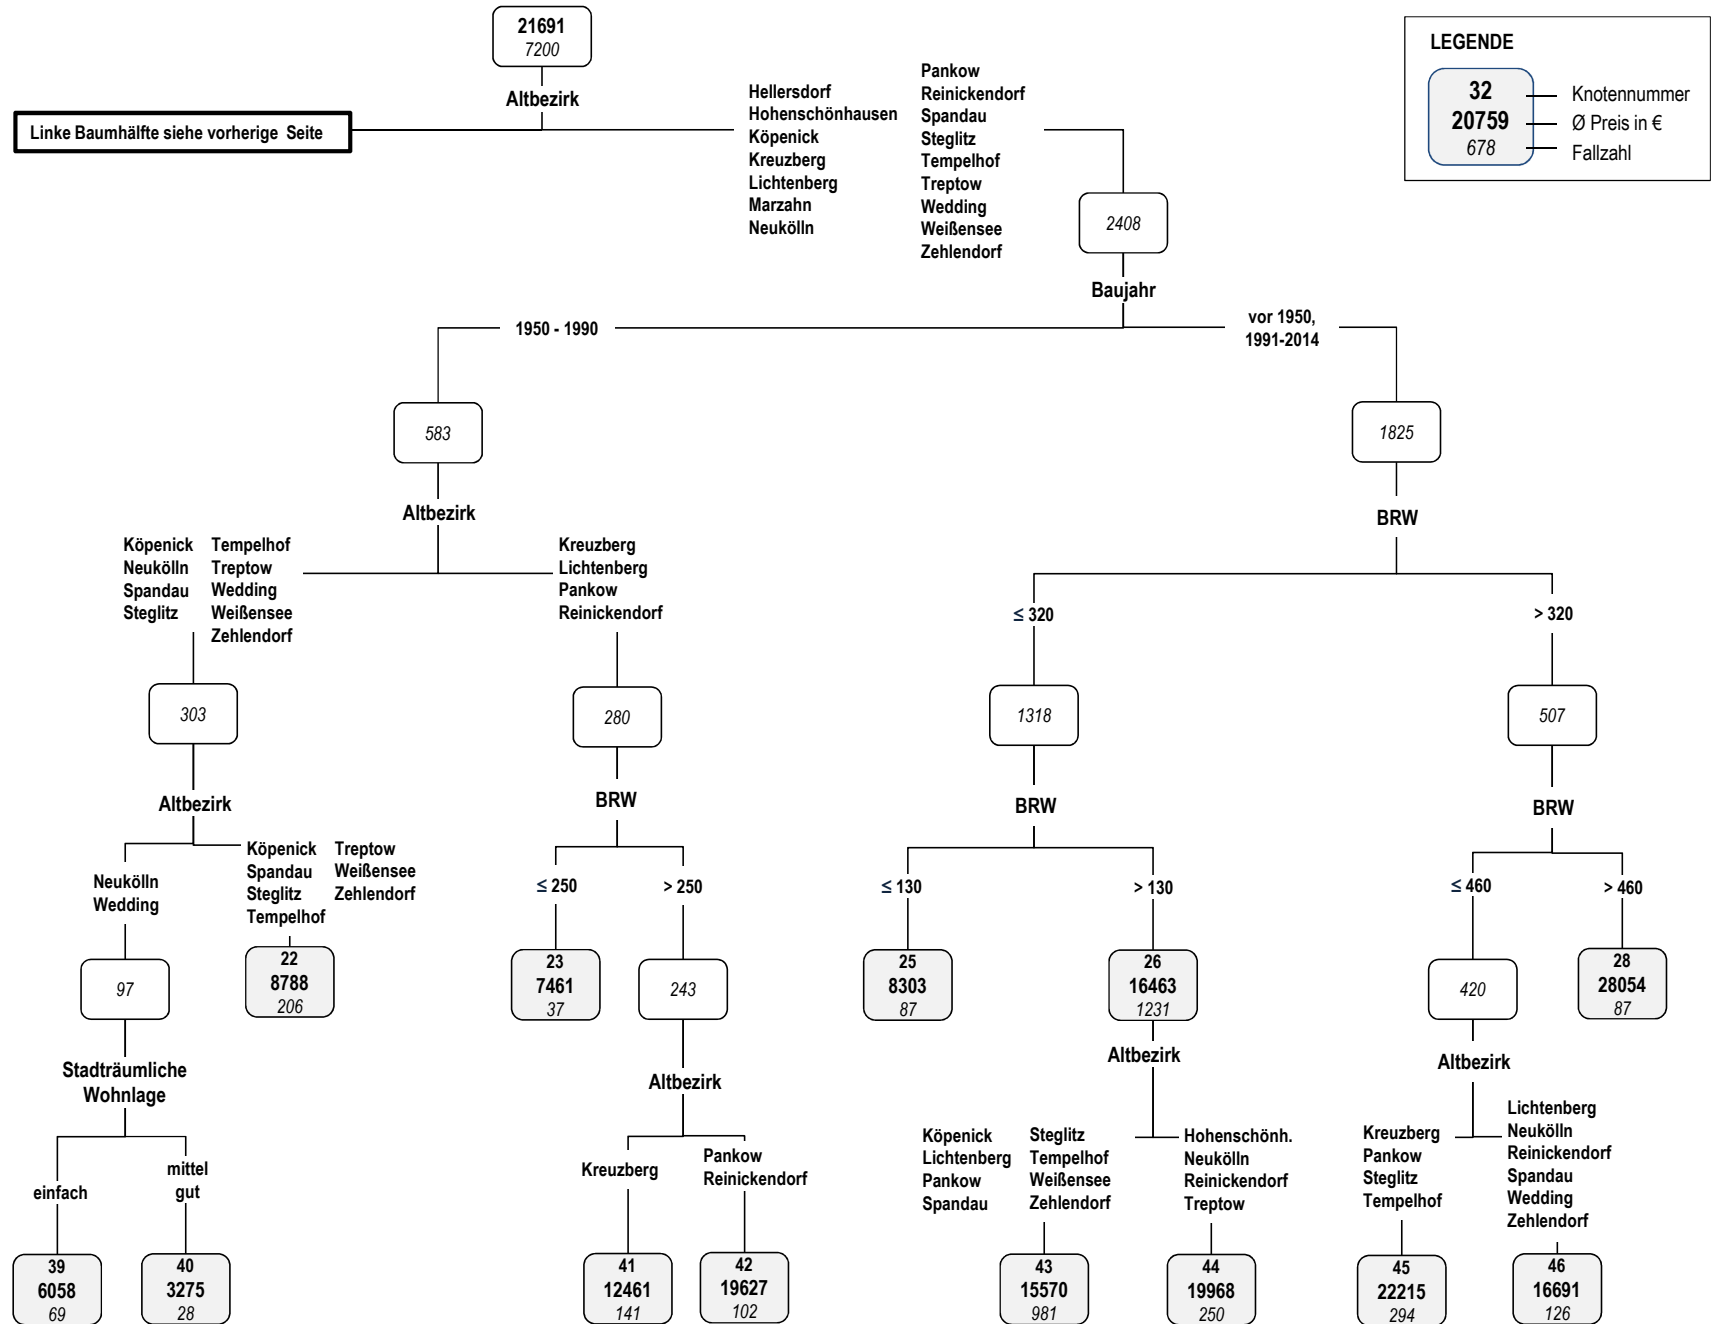 21691
7200
Altbezirk
Linke Baumhälfte siehe vorherige Seite
Hellersdorf
Hohenschönhausen
Köpenick
Kreuzberg
Lichtenberg
Marzahn
Neukölln
Pankow
Reinickendorf
Spandau
Steglitz
Tempelhof
Treptow
Wedding
Weißensee
Zehlendorf
LEGENDE
32
20759
678
Knotennummer
Ø Preis in €
Fallzahl
2408
Baujahr
1950 - 1990
vor 1950,
1991-2014
583
1825
Altbezirk
BRW
Köpenick
Neukölln
Spandau
Steglitz
Tempelhof
Treptow
Wedding
Weißensee
Zehlendorf
Kreuzberg
Lichtenberg
Pankow
Reinickendorf
≤ 320
> 320
303
280
1318
507
Altbezirk
BRW
BRW
BRW
Neukölln
Wedding
Köpenick
Spandau
Steglitz
Tempelhof
Treptow
Weißensee
Zehlendorf
≤ 250
> 250
≤ 130
> 130
≤ 460
> 460
97
22
8788
206
23
7461
37
243
25
8303
87
26
16463
1231
420
28
28054
87
Stadträumliche
Wohnlage
Altbezirk
Altbezirk
Altbezirk
einfach
mittel
gut
Kreuzberg
Pankow
Reinickendorf
Köpenick
Lichtenberg
Pankow
Spandau
Steglitz
Tempelhof
Weißensee
Zehlendorf
Hohenschönh.
Neukölln
Reinickendorf
Treptow
Kreuzberg
Pankow
Steglitz
Tempelhof
Lichtenberg
Neukölln
Reinickendorf
Spandau
Wedding
Zehlendorf
39
6058
69
40
3275
28
41
12461
141
42
19627
102
43
15570
981
44
19968
250
45
22215
294
46
16691
126